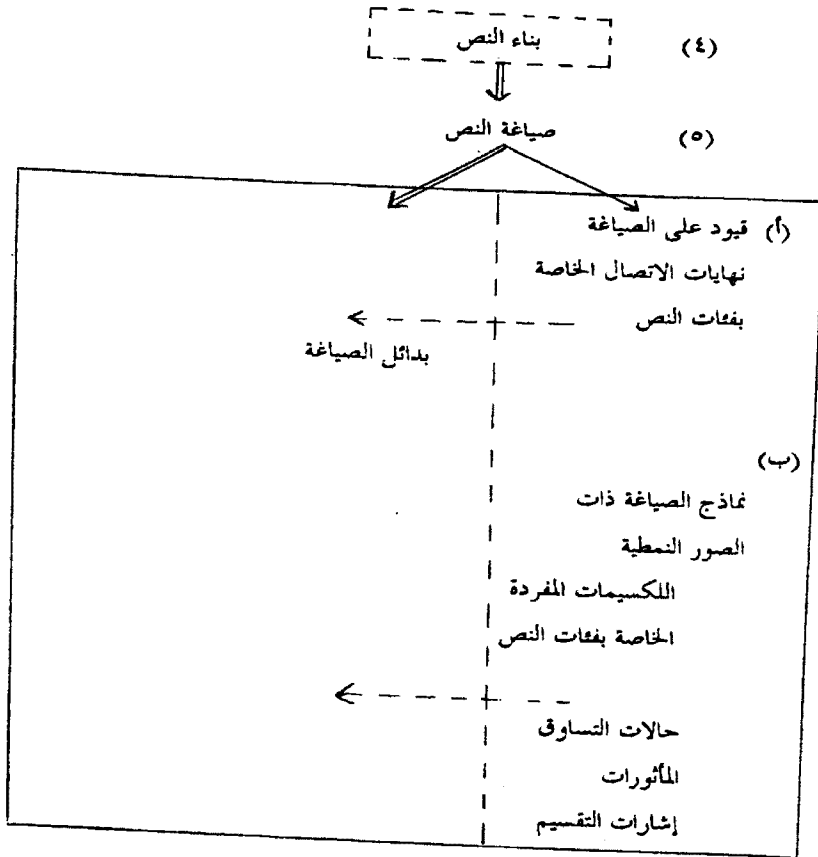 (٤) بناء النص
(٥) صياغة النص
(أ) قيود على الصياغة
نهايات الاتصال الخاصة
بفئات النص
بدائل الصياغة
(ب)
نماذج الصياغة ذات
الصور النمطية
اللكسيمات المفردة
الخاصة بفئات النص
حالات التساوق
المأثورات
إشارات التقسيم